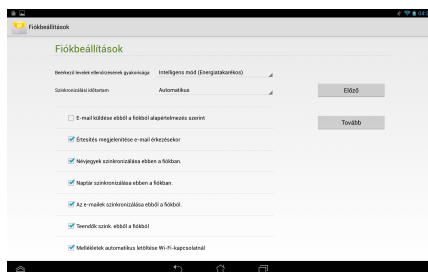 04:2
Fiókbeállítások
Fiókbeállítások
Beérkező levelek ellenőrzésének gyakorisága Intelligens mód (Energiatakarékos)
Szinkronizálási időtartam Automatikus
Előző
E-mail küldése ebből a fiókból alapértelmezés szerint
Tovább
Értesítés megjelenítése e-mail érkezésekor
Névjegyek szinkronizálása ebben a fiókban.
Naptár szinkronizálása ebben a fiókban.
Az e-mailek szinkronizálása ebből a fiókból.
Teendők szink. ebből a fiókból
Mellékletek automatikus letöltése Wi-Fi-kapcsolatnál